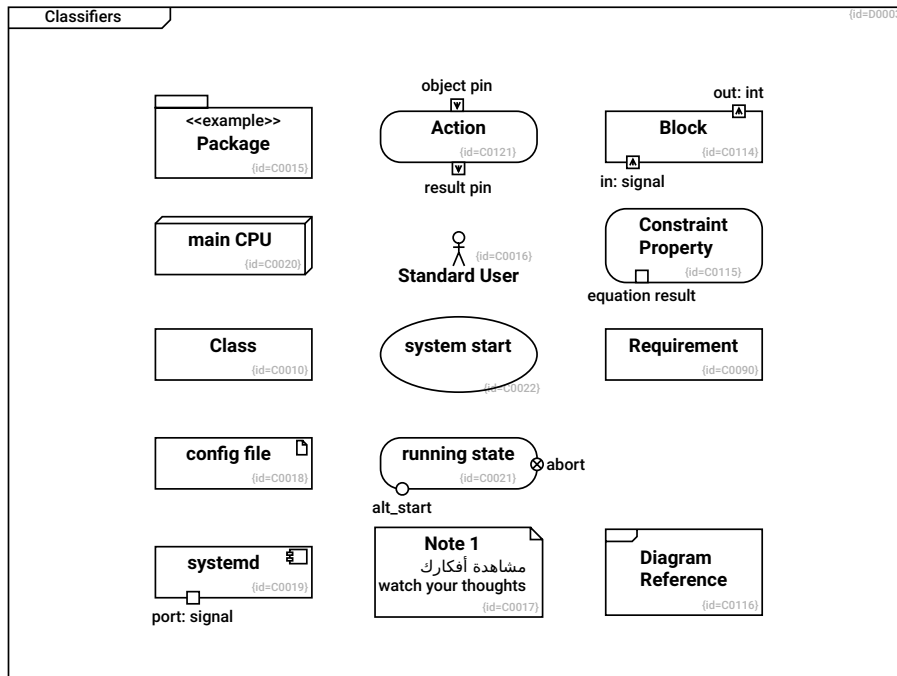 Classifiers
{id=D0003
object pin
out: int
<<example>>
Package
{id=C0015}
Action
{id=C0121}
Block
{id=C0114}
result pin
in: signal
main CPU
{id=C0020}
{id=C0016}
Standard User
Constraint
Property
{id=C0115}
equation result
Class
{id=C0010}
system start
{id=C0022}
Requirement
{id=C0090}
config file
{id=C0018}
running state
{id=C0021}
abort
alt_start
systemd
{id=C0019}
port: signal
Note 1
مشاهدة أفكارك
watch your thoughts
{id=C0017}
Diagram
Reference
{id=C0116}